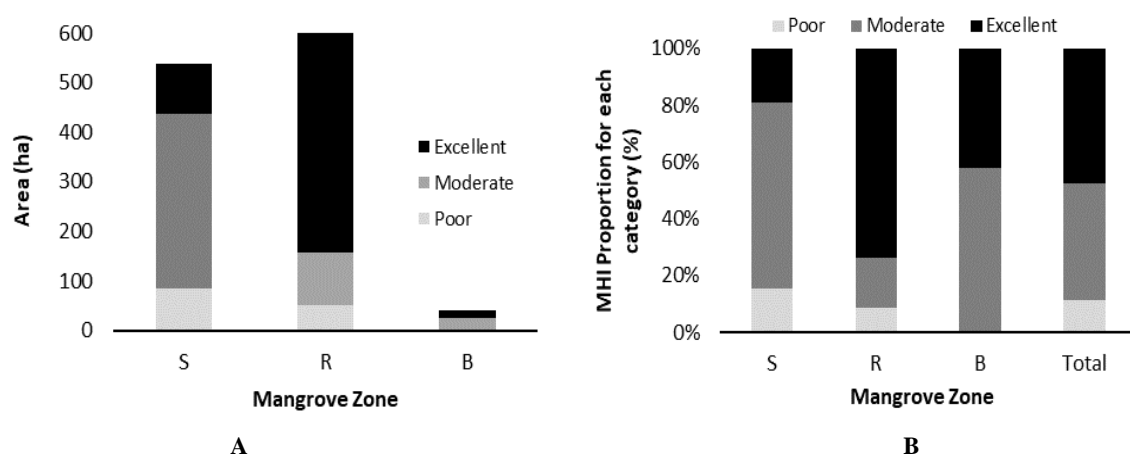 600
500
400
300
200
100
0
Area (ha)
Excellent
Moderate
Poor
S R B
Mangrove Zone
A
Poor Moderate Excellent
100%
80%
60%
40%
20%
0%
MHI Proportion for each
category (%)
S R B Total
Mangrove Zone
B